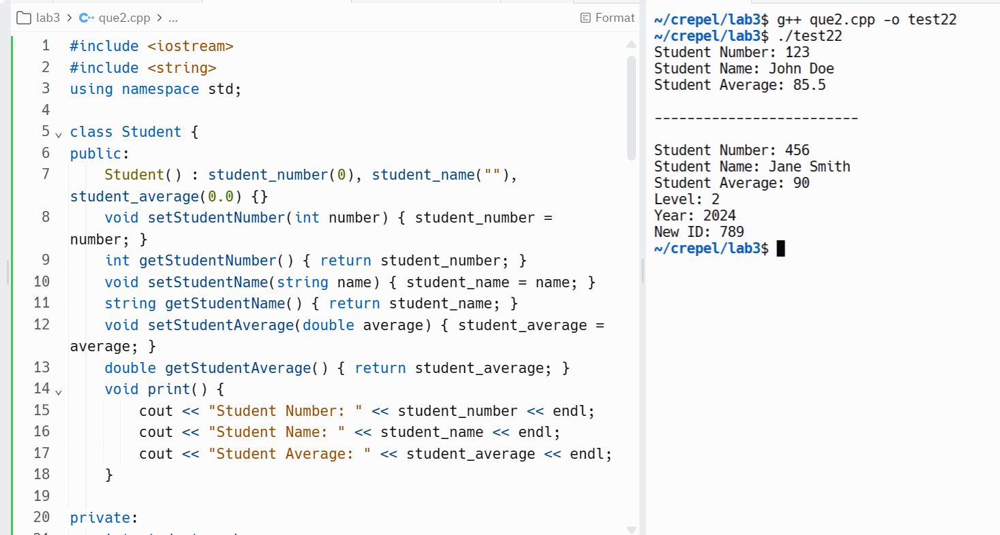 lab3 > C++ que2.cpp > ...
Format
1 #include <iostream>
2 #include <string>
3 using namespace std;
4
5 class Student {
6 public:
7     Student() : student_number(0), student_name(""),
student_average(0.0) {}
8     void setStudentNumber(int number) { student_number =
number; }
9     int getStudentNumber() { return student_number; }
10     void setStudentName(string name) { student_name = name; }
11     string getStudentName() { return student_name; }
12     void setStudentAverage(double average) { student_average =
average; }
13     double getStudentAverage() { return student_average; }
14     void print() {
15         cout << "Student Number: " << student_number << endl;
16         cout << "Student Name: " << student_name << endl;
17         cout << "Student Average: " << student_average << endl;
18     }
19
20 private:
~/crepel/lab3$ g++ que2.cpp -o test22
~/crepel/lab3$ ./test22
Student Number: 123
Student Name: John Doe
Student Average: 85.5
-------------------------
Student Number: 456
Student Name: Jane Smith
Student Average: 90
Level: 2
Year: 2024
New ID: 789
~/crepel/lab3$